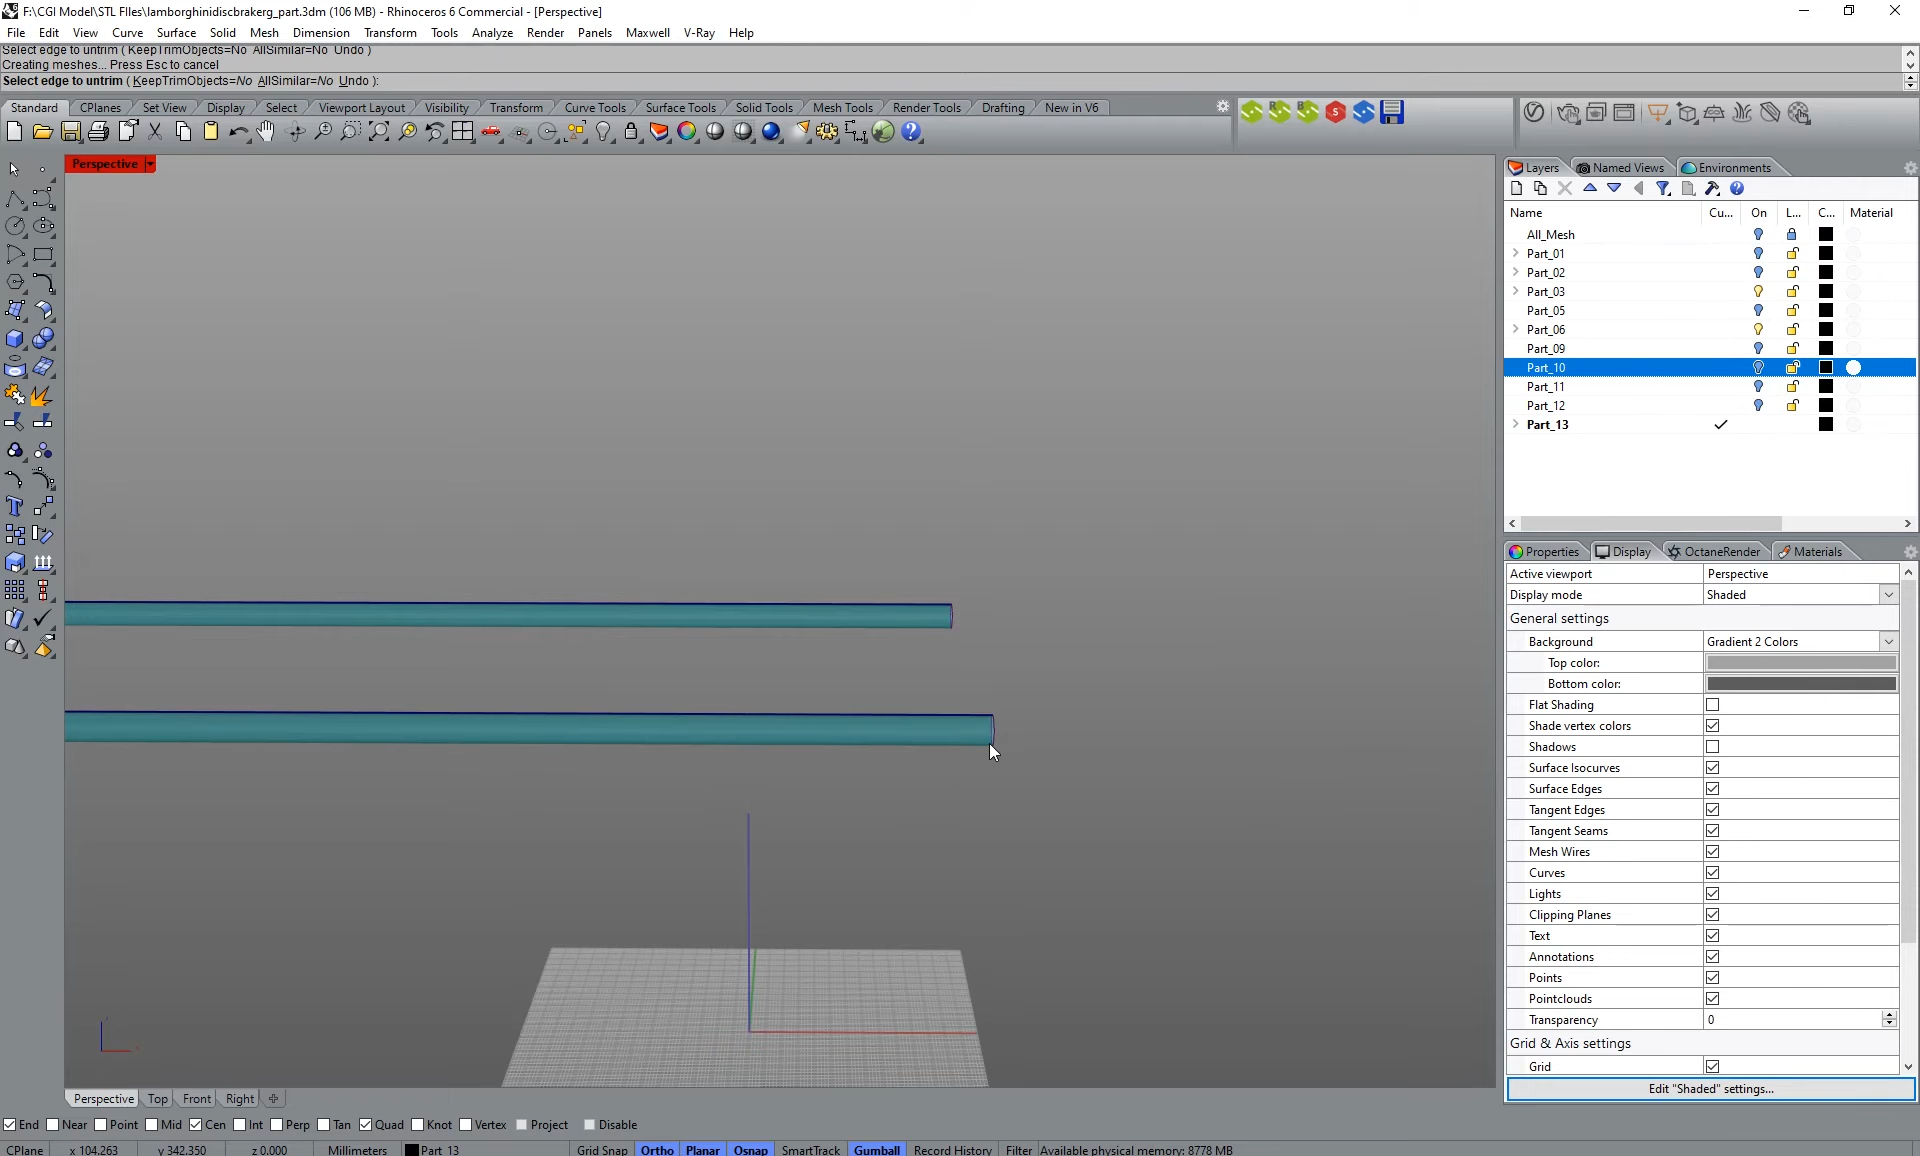 F:\CGI Model\STL FIles\lamborghinidiscbrakerg_part.3dm (106 MB) - Rhinoceros 6 Commercial - [Perspective]
File Edit View Curve Surface Solid Mesh Dimension Transform Tools Analyze Render Panels Maxwell V-Ray Help
Select edge to untrim ( KeepTrimObjects=No AllSimilar=No Undo )
Creating meshes... Press Esc to cancel
Select edge to untrim ( KeepTrimObjects=No AllSimilar=No Undo ):
Standard CPlanes Set View Display Select Viewport Layout Visibility Transform Curve Tools Surface Tools Solid Tools Mesh Tools Render Tools Drafting New in V6
Perspective
Layers Named Views Environments
Name Cu... On L... C... Material
All_Mesh
Part_01
Part_02
Part_03
Part_05
Part_06
Part_09
Part_10
Part_11
Part_12
Part_13
Properties Display OctaneRender Materials
Active viewport Perspective
Display mode Shaded
General settings
Background Gradient 2 Colors
Top color:
Bottom color:
Flat Shading
Shade vertex colors
Shadows
Surface Isocurves
Surface Edges
Tangent Edges
Tangent Seams
Mesh Wires
Curves
Lights
Clipping Planes
Text
Annotations
Points
Pointclouds
Transparency 0
Grid & Axis settings
Grid
Edit "Shaded" settings...
Perspective Top Front Right
End Near Point Mid Cen Int Perp Tan Quad Knot Vertex Project Disable
CPlane x 104.263 y 342.350 z 0.000 Millimeters Part_13 Grid Snap Ortho Planar Osnap SmartTrack Gumball Record History Filter Available physical memory: 8778 MB